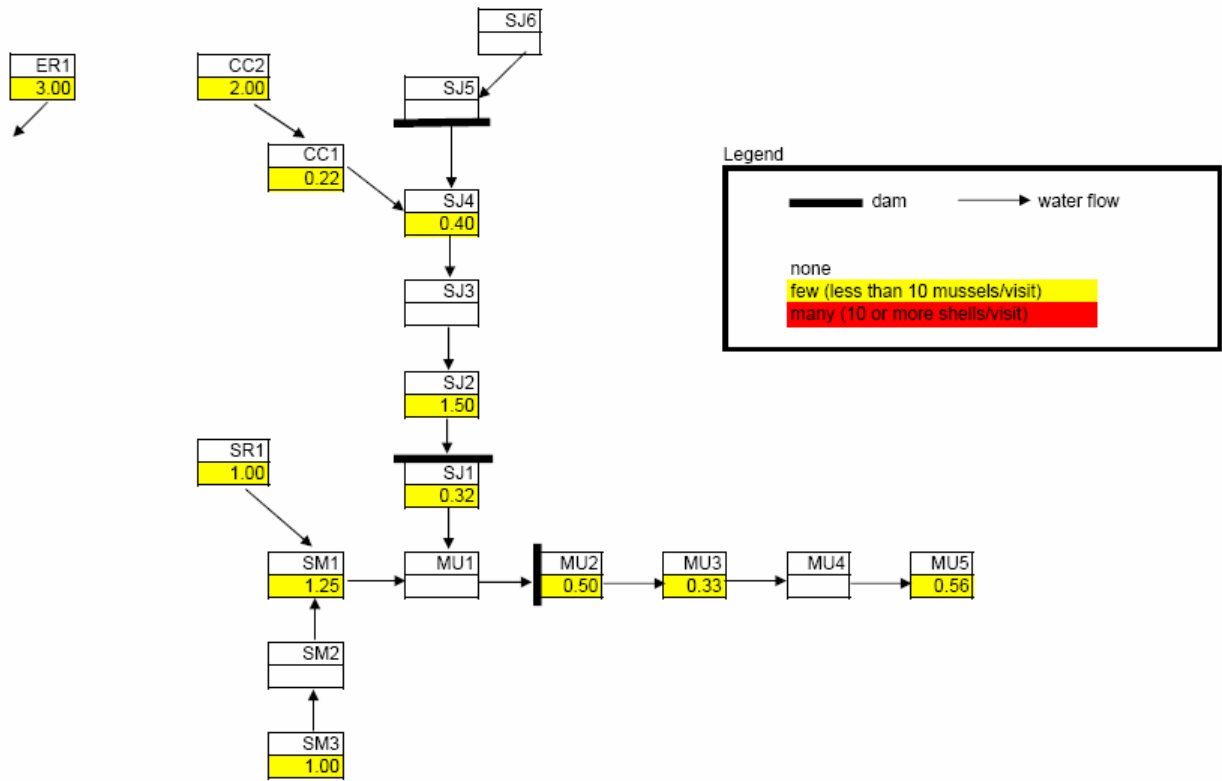 SJ6
ER1
3.00
CC2
2.00
SJ5
CC1
0.22
SJ4
0.40
SJ3
SJ2
1.50
SR1
1.00
SJ1
0.32
SM1
1.25
MU1
MU2
0.50
MU3
0.33
MU4
MU5
0.56
SM2
SM3
1.00
Legend
dam
water flow
none
few (less than 10 mussels/visit)
many (10 or more shells/visit)